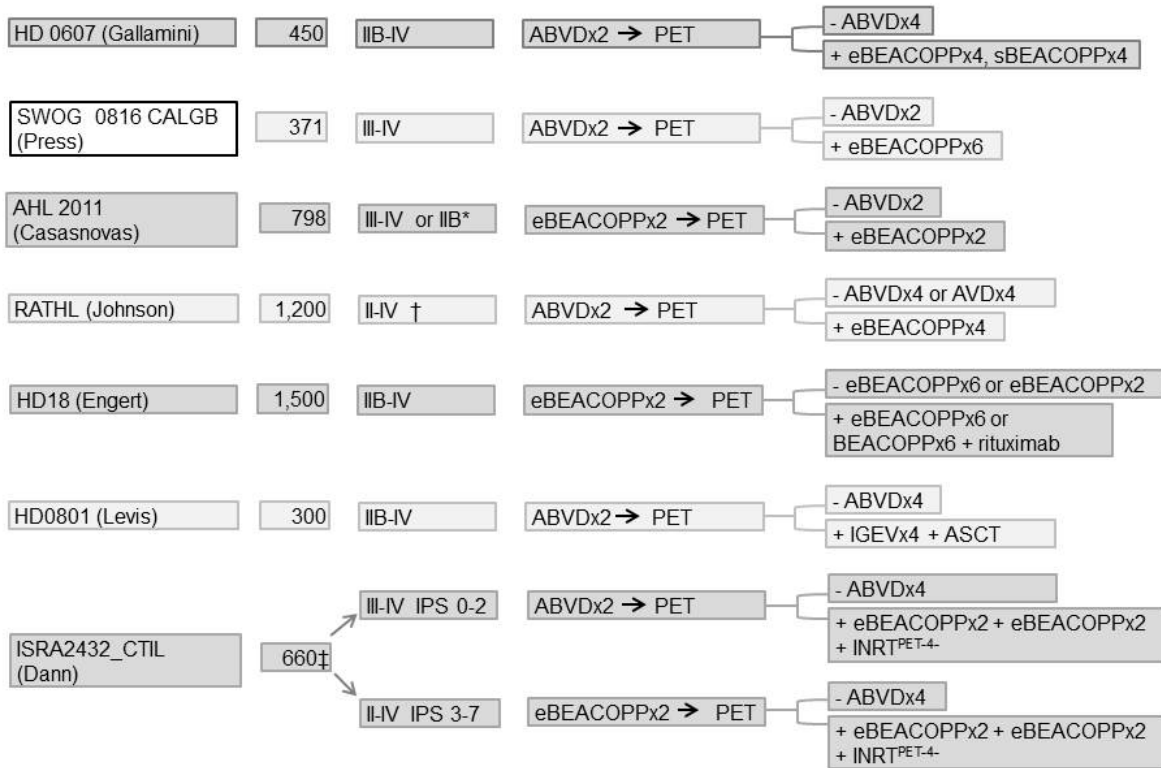 HD 0607 (Gallamini)
450
IIB-IV
ABVDx2 → PET
- ABVDx4
+ eBEACOPPx4, sBEACOPPx4
SWOG 0816 CALGB
(Press)
371
III-IV
ABVDx2 → PET
- ABVDx2
+ eBEACOPPx6
AHL 2011
(Casasnovas)
798
III-IV or IIB*
eBEACOPPx2 → PET
- ABVDx2
+ eBEACOPPx2
RATHL (Johnson)
1,200
II-IV †
ABVDx2 → PET
- ABVDx4 or AVDx4
+ eBEACOPPx4
HD18 (Engert)
1,500
IIB-IV
eBEACOPPx2 → PET
- eBEACOPPx6 or eBEACOPPx2
+ eBEACOPPx6 or
BEACOPPx6 + rituximab
HD0801 (Levis)
300
IIB-IV
ABVDx2 → PET
- ABVDx4
+ IGEVx4 + ASCT
ISRA2432_CTIL
(Dann)
660‡
III-IV IPS 0-2
ABVDx2 → PET
- ABVDx4
+ eBEACOPPx2 + eBEACOPPx2
+ INRTPET-4-
II-IV IPS 3-7
eBEACOPPx2 → PET
- ABVDx4
+ eBEACOPPx2 + eBEACOPPx2
+ INRTPET-4-